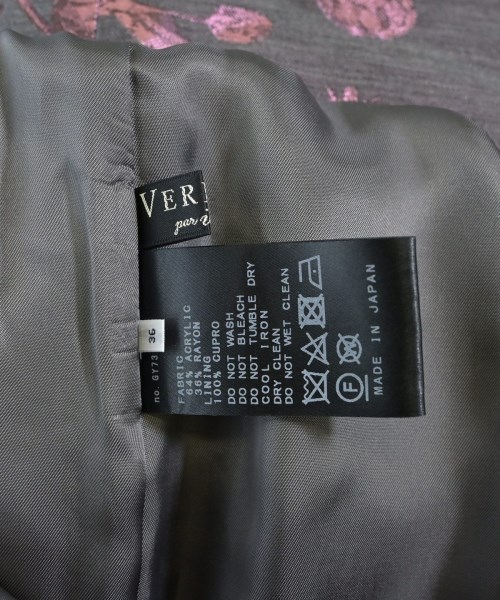 VER
par
36
no. GY73
FABRIC
64% ACRYLIC
36% RAYON
LINING
100% CUPRO
DO NOT WASH
DO NOT BLEACH
DO NOT TUMBLE DRY
COOL IRON
DRY CLEAN
DO NOT WET CLEAN
F
MADE IN JAPAN